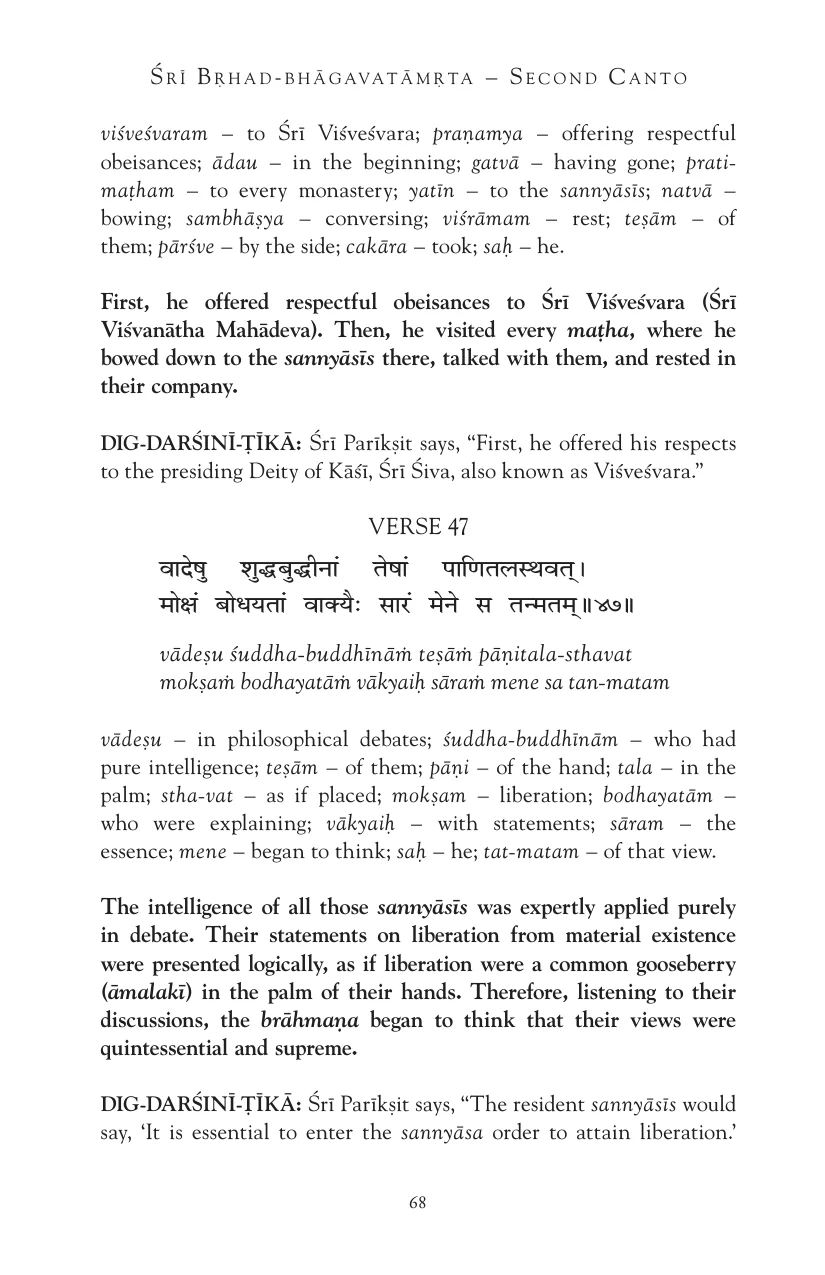 ŚRĪ BṚHAD-BHĀGAVATĀMṚTA – SECOND CANTO
viśveśvaram – to Śrī Viśveśvara; praṇamya – offering respectful
obeisances; ādau – in the beginning; gatvā – having gone; prati-
maṭham – to every monastery; yatīn – to the sannyāsīs; natvā –
bowing; sambhāṣya – conversing; viśrāmam – rest; teṣām – of
them; pārśve – by the side; cakāra – took; saḥ – he.
First, he offered respectful obeisances to Śrī Viśveśvara (Śrī
Viśvanātha Mahādeva). Then, he visited every maṭha, where he
bowed down to the sannyāsīs there, talked with them, and rested in
their company.
DIG-DARŚINĪ-ṬĪKĀ: Śrī Parīkṣit says, “First, he offered his respects
to the presiding Deity of Kāśī, Śrī Śiva, also known as Viśveśvara.”
VERSE 47
वादेषु शुद्धबुद्धीनां तेषां पाणितलस्थवत्।
मोक्षं बोधयतां वाक्यैः सारं मेने स तन्मतम्॥४७॥
vādeṣu śuddha-buddhīnāṁ teṣāṁ pāṇitala-sthavat
mokṣaṁ bodhayatāṁ vākyaiḥ sāraṁ mene sa tan-matam
vādeṣu – in philosophical debates; śuddha-buddhīnām – who had
pure intelligence; teṣām – of them; pāṇi – of the hand; tala – in the
palm; stha-vat – as if placed; mokṣam – liberation; bodhayatām –
who were explaining; vākyaiḥ – with statements; sāram – the
essence; mene – began to think; saḥ – he; tat-matam – of that view.
The intelligence of all those sannyāsīs was expertly applied purely
in debate. Their statements on liberation from material existence
were presented logically, as if liberation were a common gooseberry
(āmalakī) in the palm of their hands. Therefore, listening to their
discussions, the brāhmaṇa began to think that their views were
quintessential and supreme.
DIG-DARŚINĪ-ṬĪKĀ: Śrī Parīkṣit says, “The resident sannyāsīs would
say, ‘It is essential to enter the sannyāsa order to attain liberation.’
68